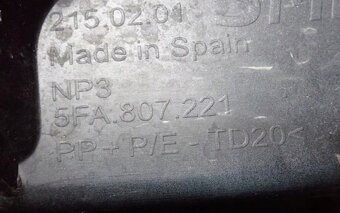 215.02.01
Made in Spain
NP3
5FA.807.221
PP+P/E - TD20<